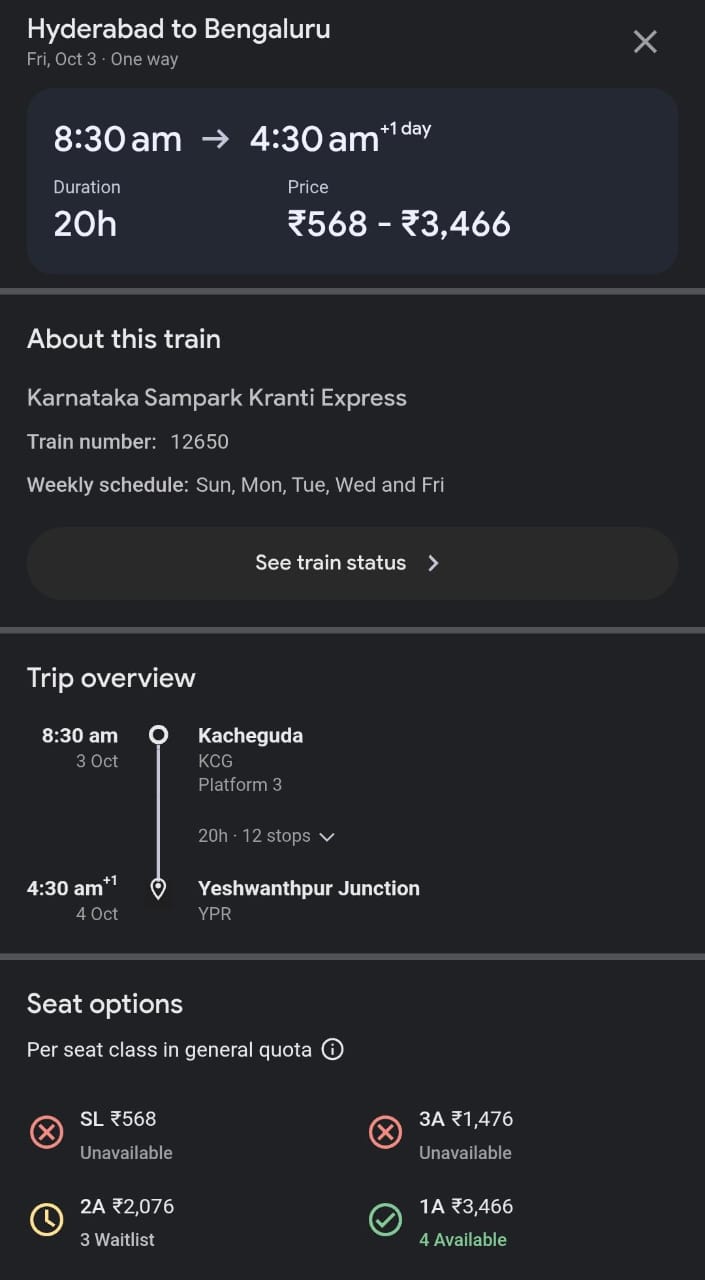 Hyderabad to Bengaluru
Fri, Oct 3 · One way
8:30 am → 4:30 am+1 day
Duration Price
20h ₹568 - ₹3,466
About this train
Karnataka Sampark Kranti Express
Train number: 12650
Weekly schedule: Sun, Mon, Tue, Wed and Fri
See train status
Trip overview
8:30 am Kacheguda
3 Oct KCG
Platform 3
20h · 12 stops
4:30 am+1 Yeshwanthpur Junction
4 Oct YPR
Seat options
Per seat class in general quota
SL ₹568 3A ₹1,476
Unavailable Unavailable
2A ₹2,076 1A ₹3,466
3 Waitlist 4 Available